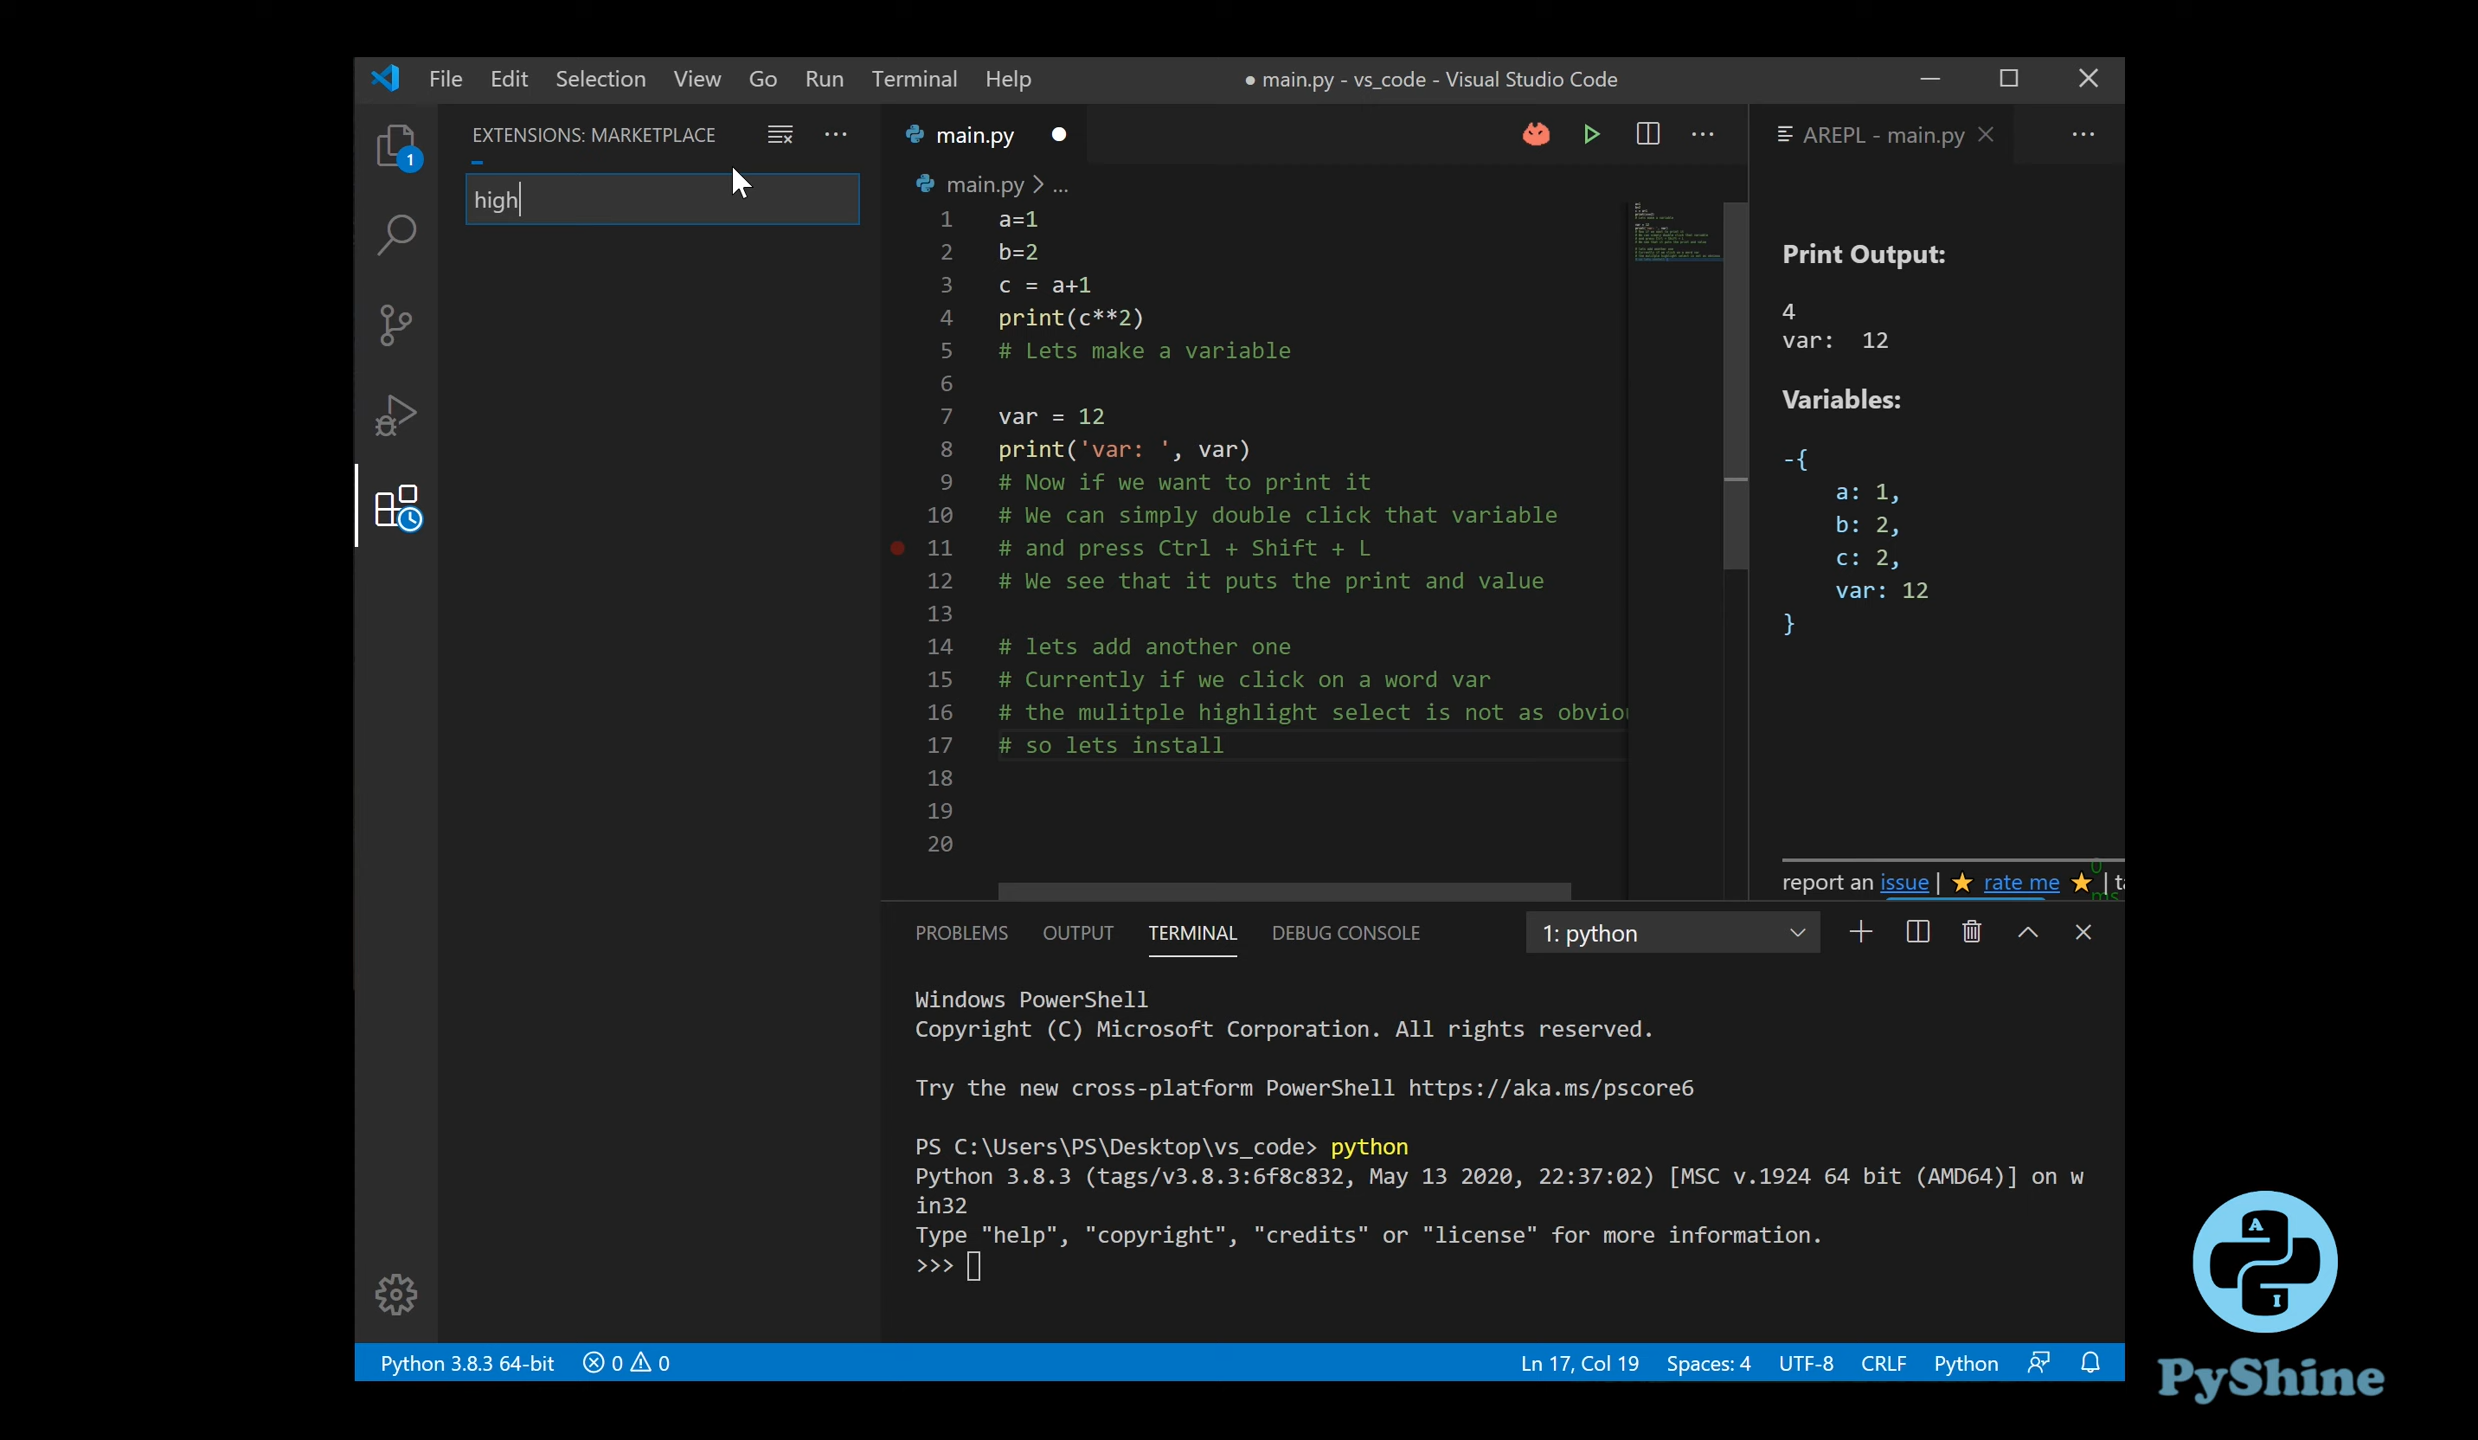 File Edit Selection View Go Run Terminal Help
● main.py - vs_code - Visual Studio Code
1
EXTENSIONS: MARKETPLACE
high
main.py
main.py > ...
1 a=1
2 b=2
3 c = a+1
4 print(c**2)
5 # Lets make a variable
6
7 var = 12
8 print('var: ', var)
9 # Now if we want to print it
10 # We can simply double click that variable
11 # and press Ctrl + Shift + L
12 # We see that it puts the print and value
13
14 # lets add another one
15 # Currently if we click on a word var
16 # the mulitple highlight select is not as obviou
17 # so lets install
18
19
20
AREPL - main.py
Print Output:
4
var:  12
Variables:
-{
a: 1,
b: 2,
c: 2,
var: 12
}
0 ms
report an issue | ⭐ rate me ⭐ | ta
PROBLEMS OUTPUT TERMINAL DEBUG CONSOLE
1: python
Windows PowerShell
Copyright (C) Microsoft Corporation. All rights reserved.
Try the new cross-platform PowerShell https://aka.ms/pscore6
PS C:\Users\PS\Desktop\vs_code> python
Python 3.8.3 (tags/v3.8.3:6f8c832, May 13 2020, 22:37:02) [MSC v.1924 64 bit (AMD64)] on w
in32
Type "help", "copyright", "credits" or "license" for more information.
>>>
Python 3.8.3 64-bit 0 0
Ln 17, Col 19 Spaces: 4 UTF-8 CRLF Python
A
I
PyShine